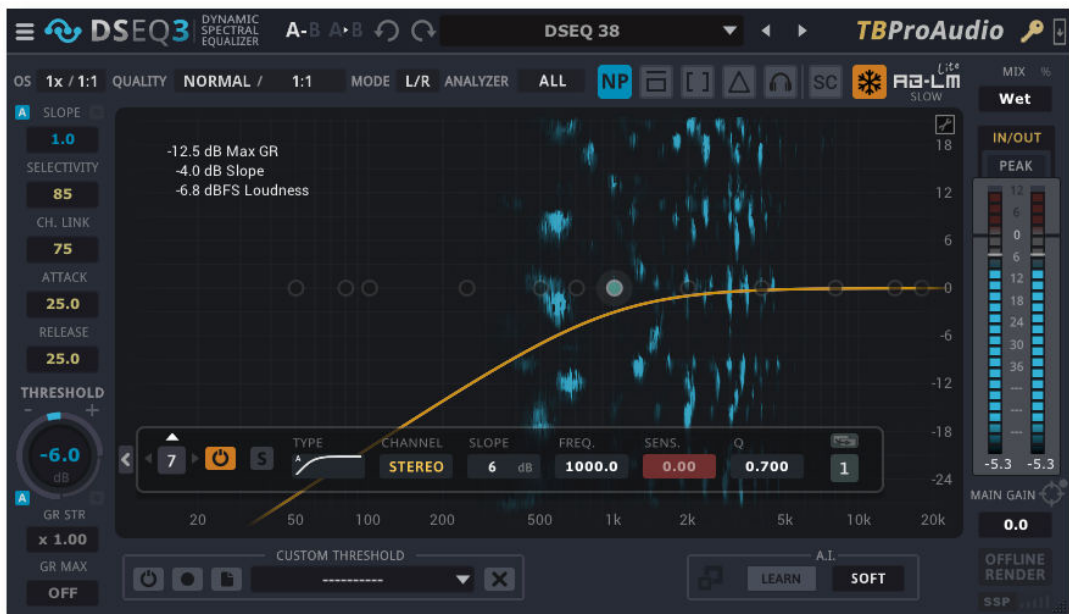 DSEQ3 DYNAMIC SPECTRAL EQUALIZER A-B A▸B DSEQ 38 TBProAudio
OS 1x / 1:1 QUALITY NORMAL / 1:1 MODE L/R ANALYZER ALL NP SC AB-LM Lite SLOW MIX % Wet
A SLOPE
1.0
SELECTIVITY
85
CH. LINK
75
ATTACK
25.0
RELEASE
25.0
THRESHOLD
- +
-6.0
dB
A
GR STR
x 1.00
GR MAX
OFF
-12.5 dB Max GR
-4.0 dB Slope
-6.8 dBFS Loudness
18
12
6
0
-6
-12
-18
-24
7 S TYPE A CHANNEL STEREO SLOPE 6 dB FREQ. 1000.0 SENS. 0.00 Q 0.700 1
20 50 100 200 500 1k 2k 5k 10k 20k
CUSTOM THRESHOLD
----------
A.I.
LEARN SOFT
IN/OUT
PEAK
12
6
0
6
12
18
24
30
36
---
---
---
-5.3 -5.3
MAIN GAIN
0.0
OFFLINE
RENDER
SSP